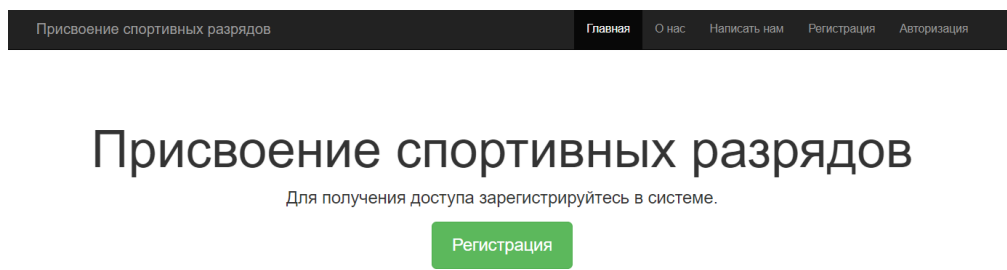 Присвоение спортивных разрядов Главная О нас Написать нам Регистрация Авторизация
Присвоение спортивных разрядов
Для получения доступа зарегистрируйтесь в системе.
Регистрация